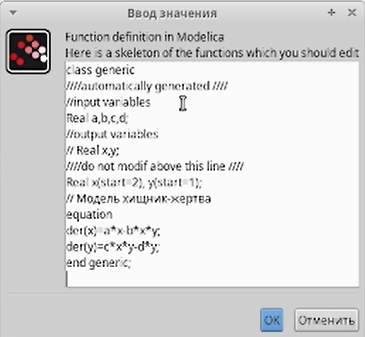 Ввод значения
Function definition in Modelica
Here is a skeleton of the functions which you should edit
class generic
////automatically generated ////
//input variables
Real a,b,c,d;
//output variables
// Real x,y;
////do not modif above this line ////
Real x(start=2), y(start=1);
// Модель хищник-жертва
equation
der(x)=a*x-b*x*y;
der(y)=c*x*y-d*y;
end generic;
OK
Отменить